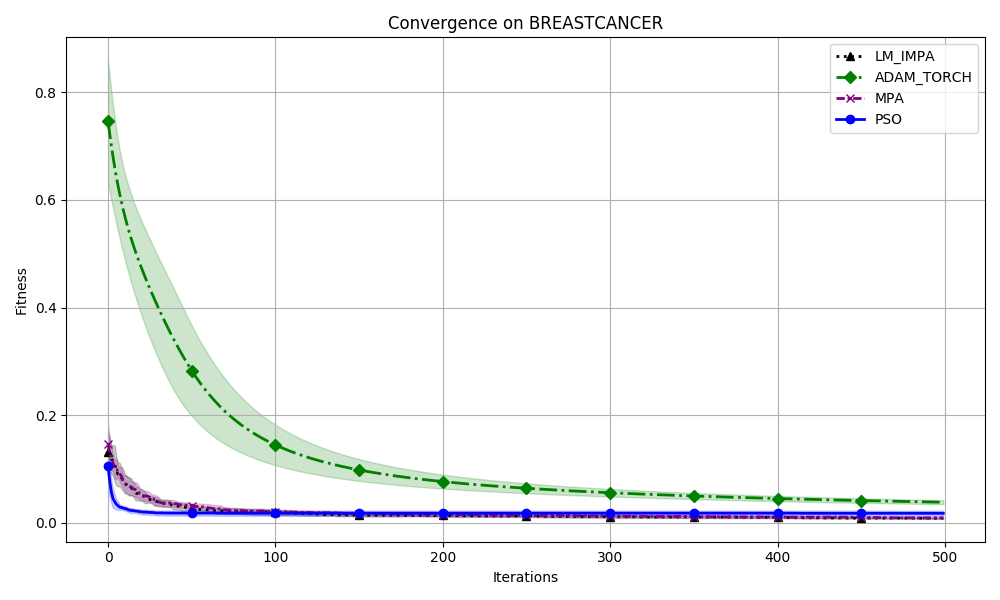 Convergence on BREASTCANCER
LM_IMPA
ADAM_TORCH
MPA
PSO
Fitness
0.8
0.6
0.4
0.2
0.0
0
100
200
300
400
500
Iterations